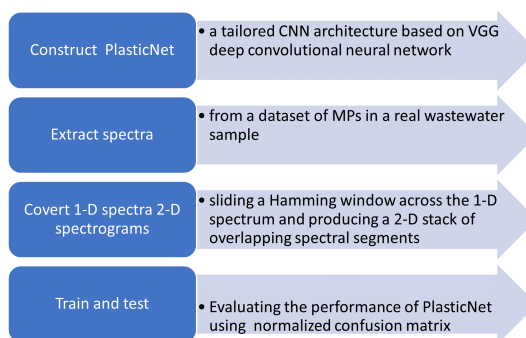 Construct PlasticNet
• a tailored CNN architecture based on VGG
deep convolutional neural network
Extract spectra
• from a dataset of MPs in a real wastewater
sample
Covert 1-D spectra 2-D
spectrograms
• sliding a Hamming window across the 1-D
spectrum and producing a 2-D stack of
overlapping spectral segments
Train and test
• Evaluating the performance of PlasticNet
using normalized confusion matrix